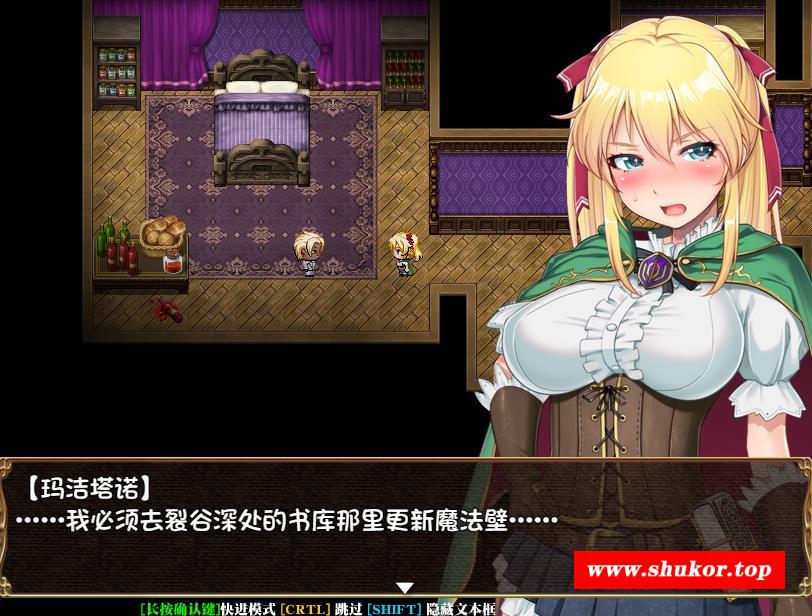 【玛洁塔诺】
……我必须去裂谷深处的书库那里更新魔法壁……
www.shukor.top
[长按确认键]快进模式 [CRTL] 跳过 [SHIFT] 隐藏文本框